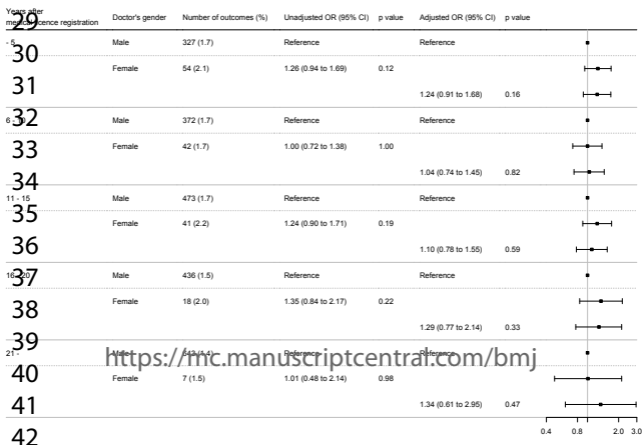 Years after
29
medical licence registration Doctor's gender Number of outcomes (%) Unadjusted OR (95% CI) p value Adjusted OR (95% CI) p value
- 5 Male 327 (1.7) Reference Reference
30
Female 54 (2.1) 1.26 (0.94 to 1.69) 0.12
31
1.24 (0.91 to 1.68) 0.16
32
6 - 10 Male 372 (1.7) Reference Reference
33
Female 42 (1.7) 1.00 (0.72 to 1.38) 1.00
34
1.04 (0.74 to 1.45) 0.82
11 - 15 Male 473 (1.7) Reference Reference
35
Female 41 (2.2) 1.24 (0.90 to 1.71) 0.19
36
1.10 (0.78 to 1.55) 0.59
37
16 - 20 Male 436 (1.5) Reference Reference
38
Female 18 (2.0) 1.35 (0.84 to 2.17) 0.22
39
1.29 (0.77 to 2.14) 0.33
21 - Male Reference Reference
https://mc.manuscriptcentral.com/bmj
40
Female 7 (1.5) 1.01 (0.48 to 2.14) 0.98
41
1.34 (0.61 to 2.95) 0.47
0.4 0.8 2.0 3.0
42